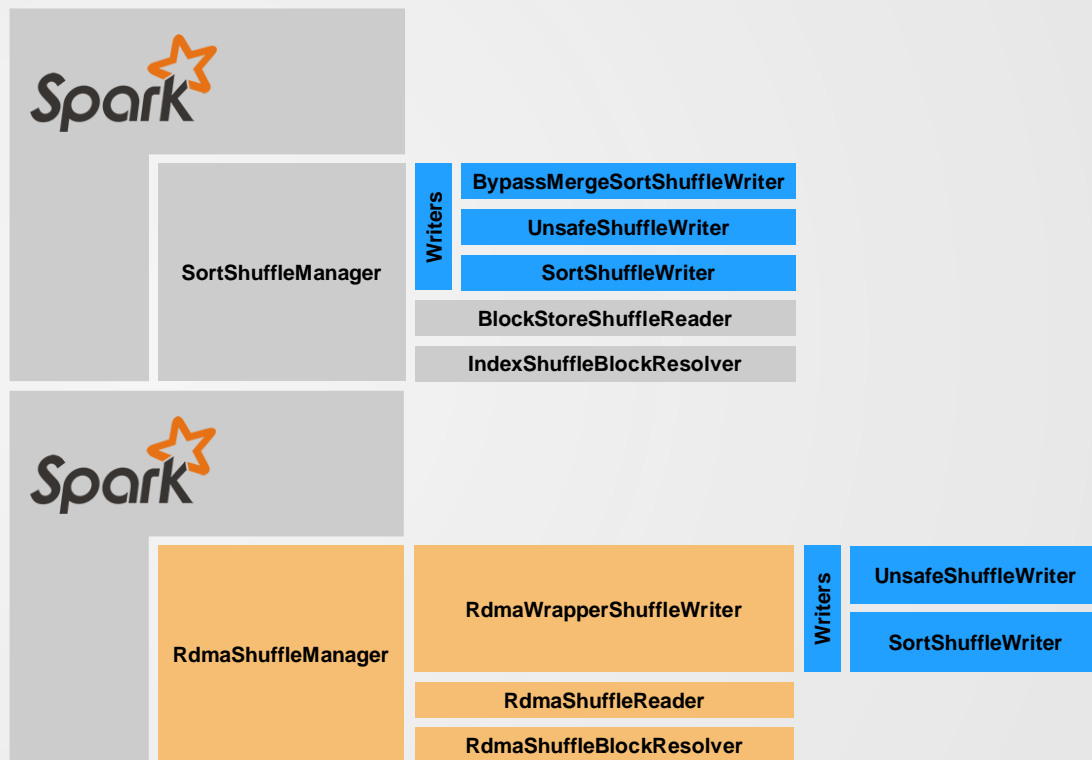 Spark
SortShuffleManager
Writers
BypassMergeSortShuffleWriter
UnsafeShuffleWriter
SortShuffleWriter
BlockStoreShuffleReader
IndexShuffleBlockResolver
Spark
RdmaShuffleManager
RdmaWrapperShuffleWriter
Writers
UnsafeShuffleWriter
SortShuffleWriter
RdmaShuffleReader
RdmaShuffleBlockResolver